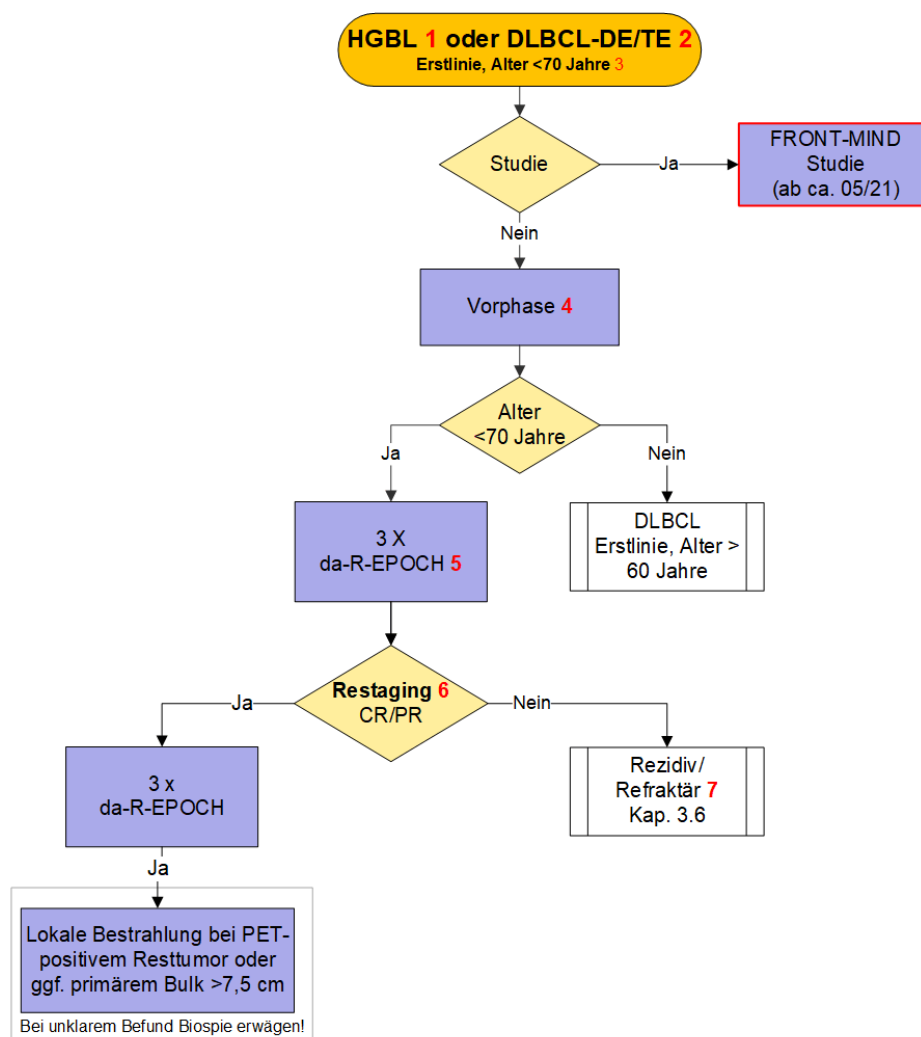 HGBL 1 oder DLBCL-DE/TE 2
Erstlinie, Alter <70 Jahre 3
Studie
Ja
FRONT-MIND
Studie
(ab ca. 05/21)
Nein
Vorphase 4
Alter
<70 Jahre
Ja
Nein
3 X
da-R-EPOCH 5
DLBCL
Erstlinie, Alter >
60 Jahre
Restaging 6
CR/PR
Ja
Nein
3 x
da-R-EPOCH
Rezidiv/
Refraktär 7
Kap. 3.6
Ja
Lokale Bestrahlung bei PET-
positivem Resttumor oder
ggf. primärem Bulk >7,5 cm
Bei unklarem Befund Biospie erwägen!